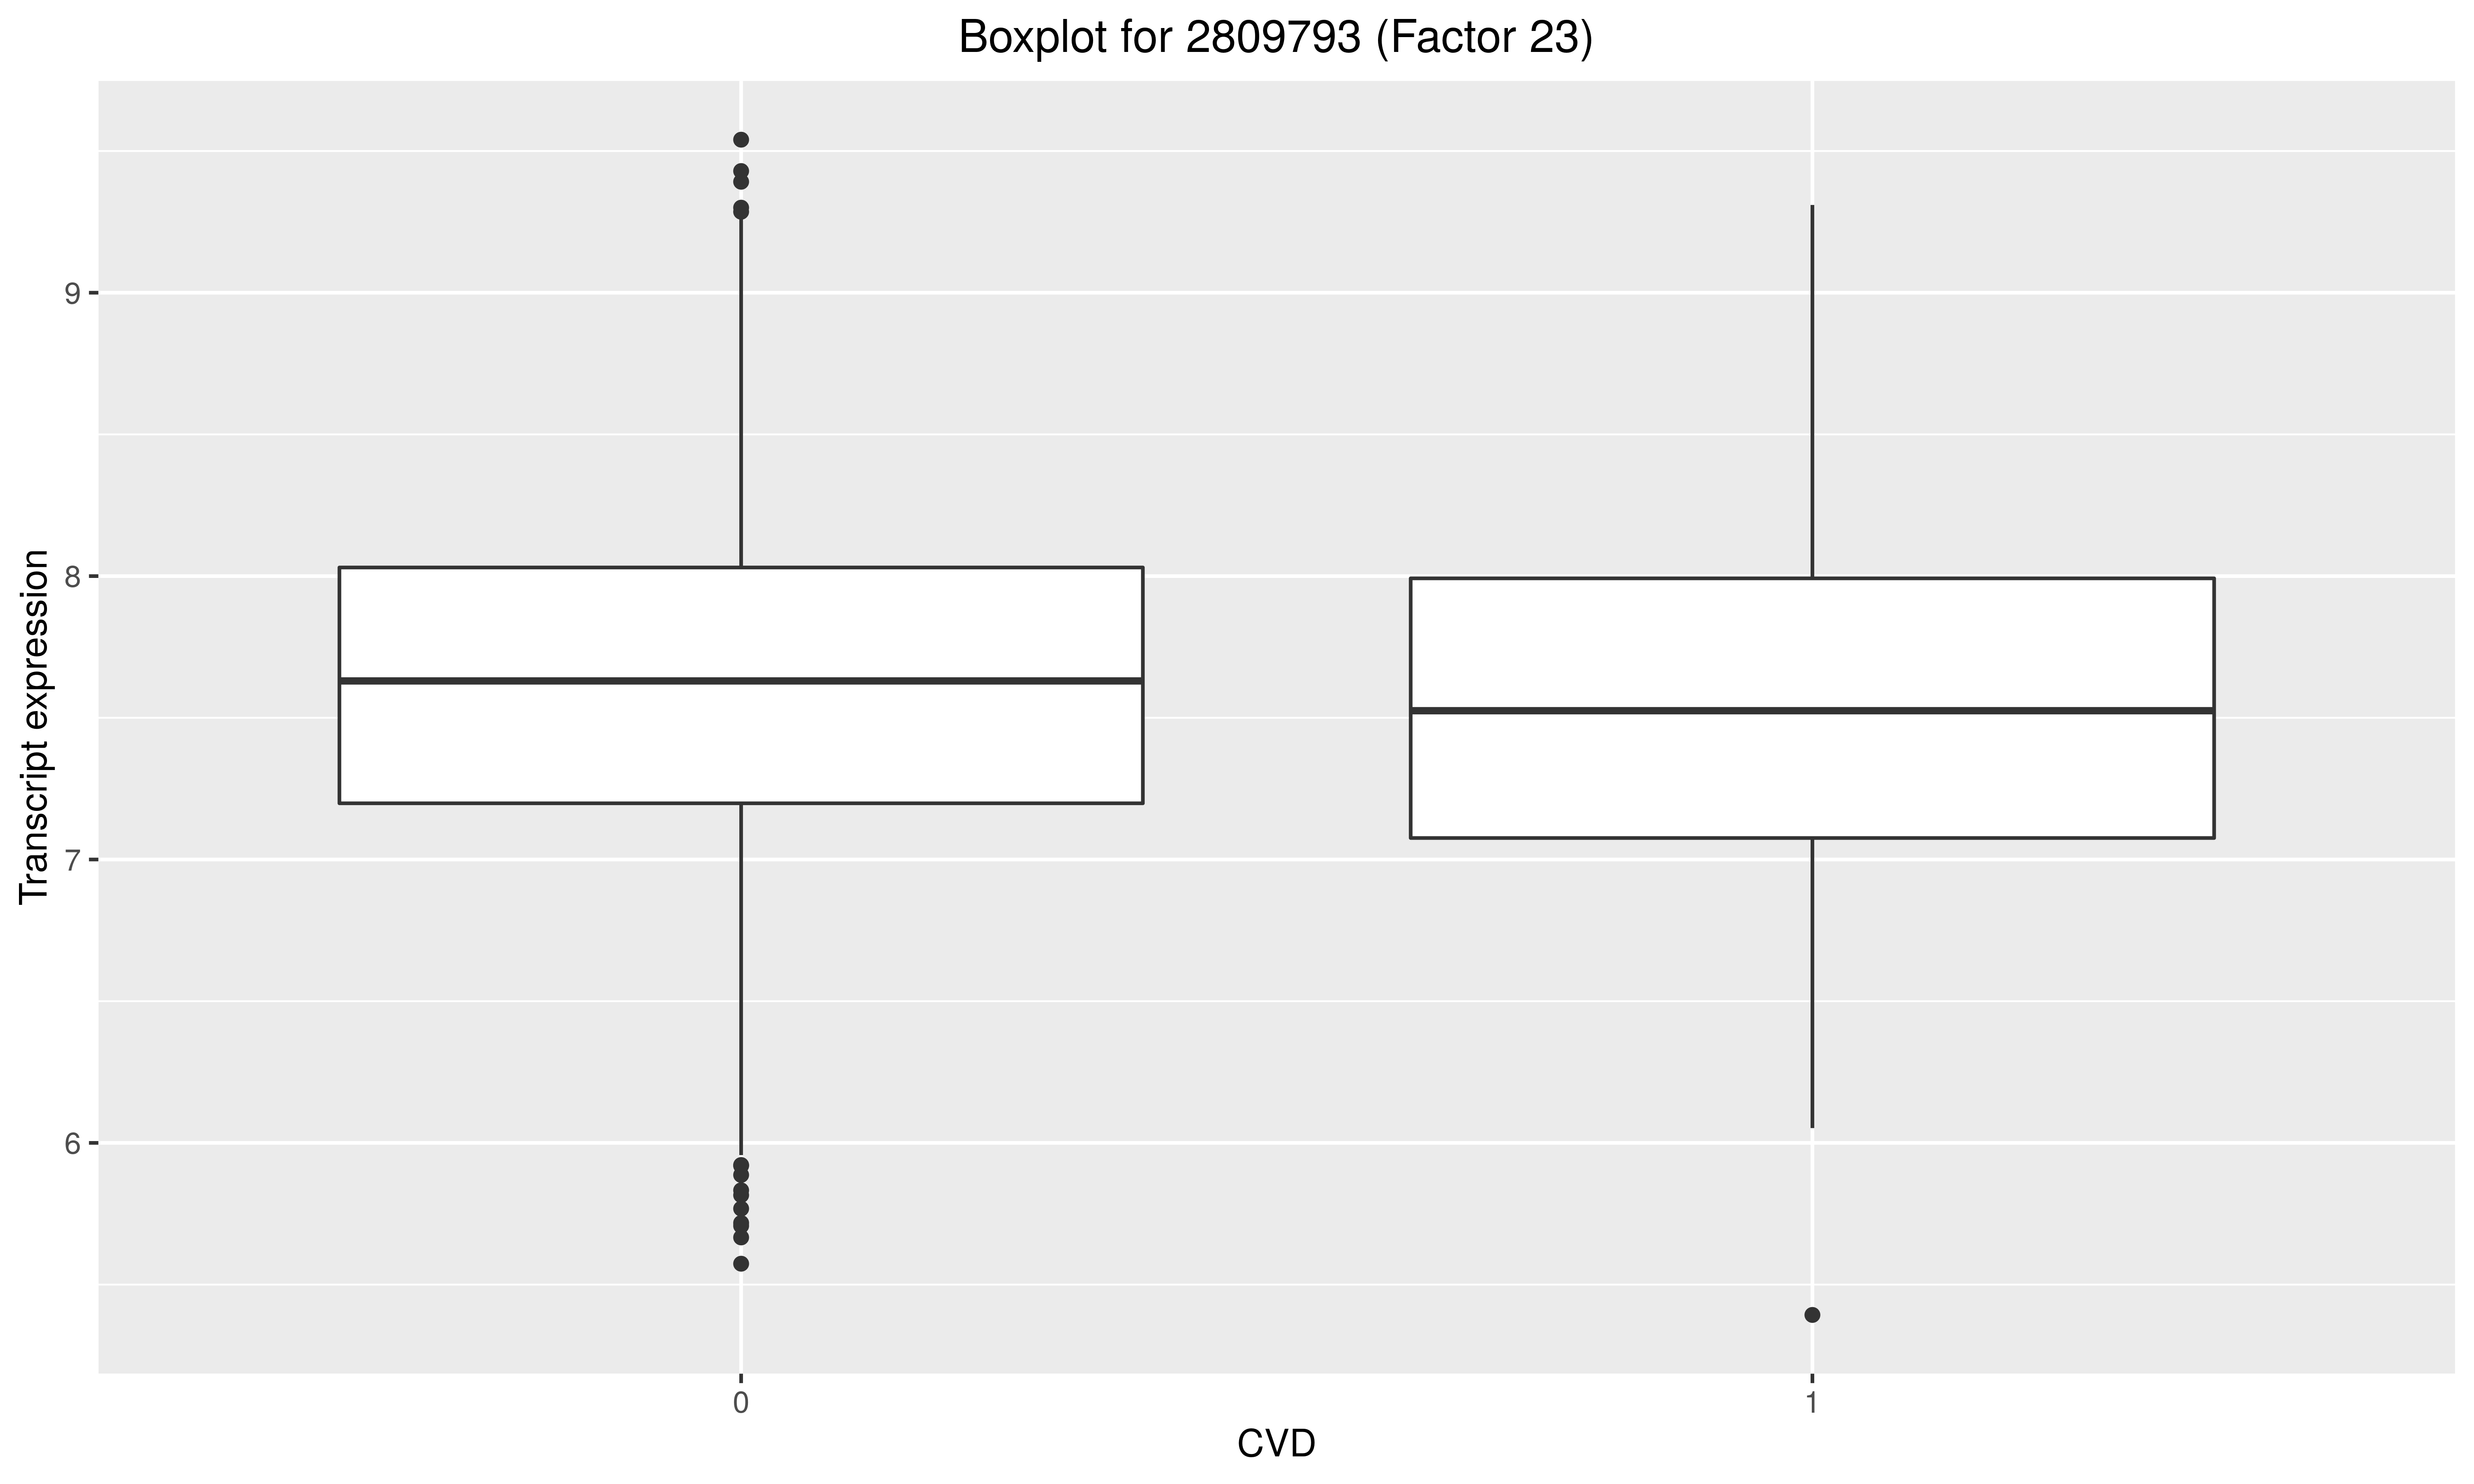 Boxplot for 2809793 (Factor 23)
Transcript expression
9
8
7
6
0
1
CVD